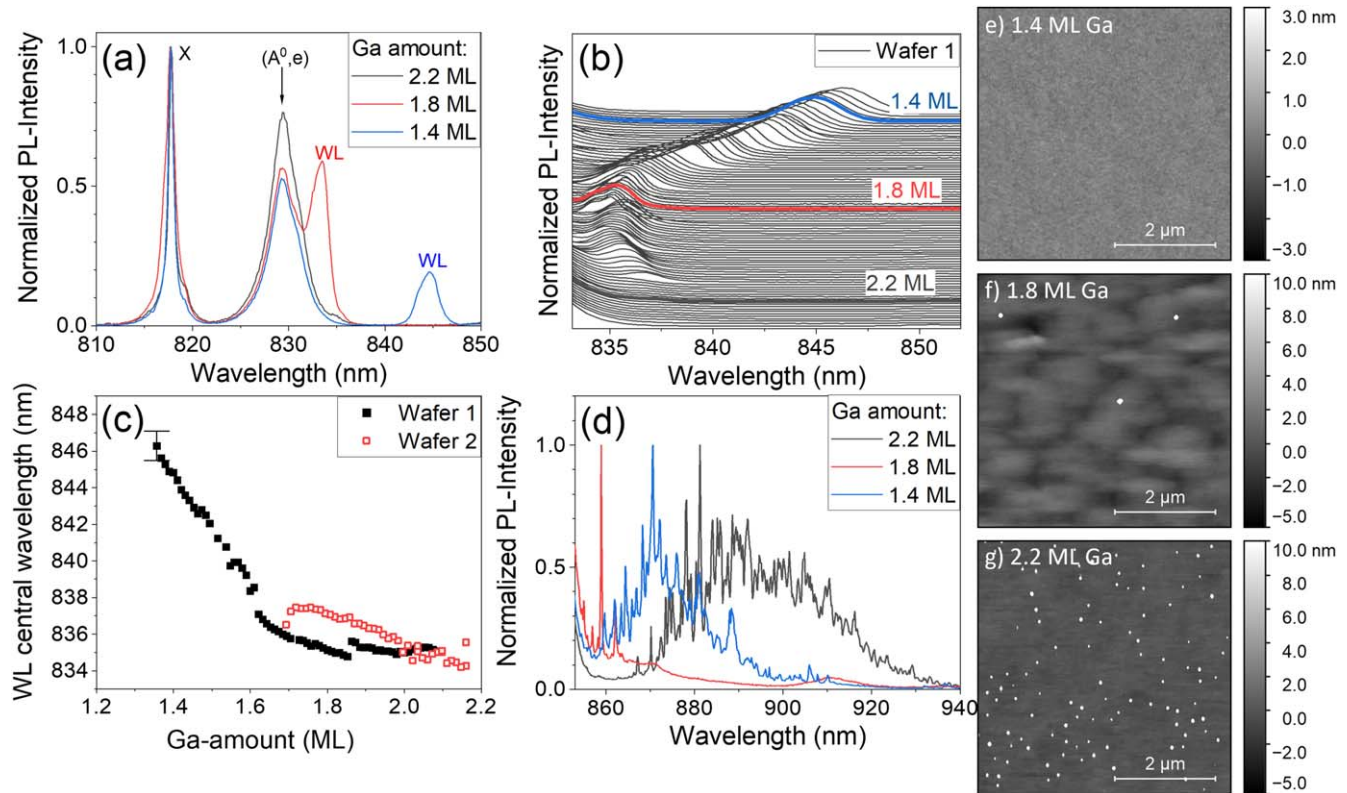 (a)
X
(A⁰,e)
Ga amount:
2.2 ML
1.8 ML
1.4 ML
WL
WL
1.0
0.5
0.0
Normalized PL-Intensity
810 820 830 840 850
Wavelength (nm)
(b)
Wafer 1
1.4 ML
1.8 ML
2.2 ML
Normalized PL-Intensity
835 840 845 850
Wavelength (nm)
(c)
Wafer 1
Wafer 2
848
846
844
842
840
838
836
834
WL central wavelength (nm)
1.2 1.4 1.6 1.8 2.0 2.2
Ga-amount (ML)
(d)
Ga amount:
2.2 ML
1.8 ML
1.4 ML
1.0
0.5
0.0
Normalized PL-Intensity
860 880 900 920 940
Wavelength (nm)
e) 1.4 ML Ga
2 μm
3.0 nm
2.0
1.0
0.0
−1.0
−3.0
f) 1.8 ML Ga
2 μm
10.0 nm
8.0
6.0
4.0
2.0
0.0
−2.0
−5.0
g) 2.2 ML Ga
2 μm
10.0 nm
8.0
6.0
4.0
2.0
0.0
−2.0
−5.0